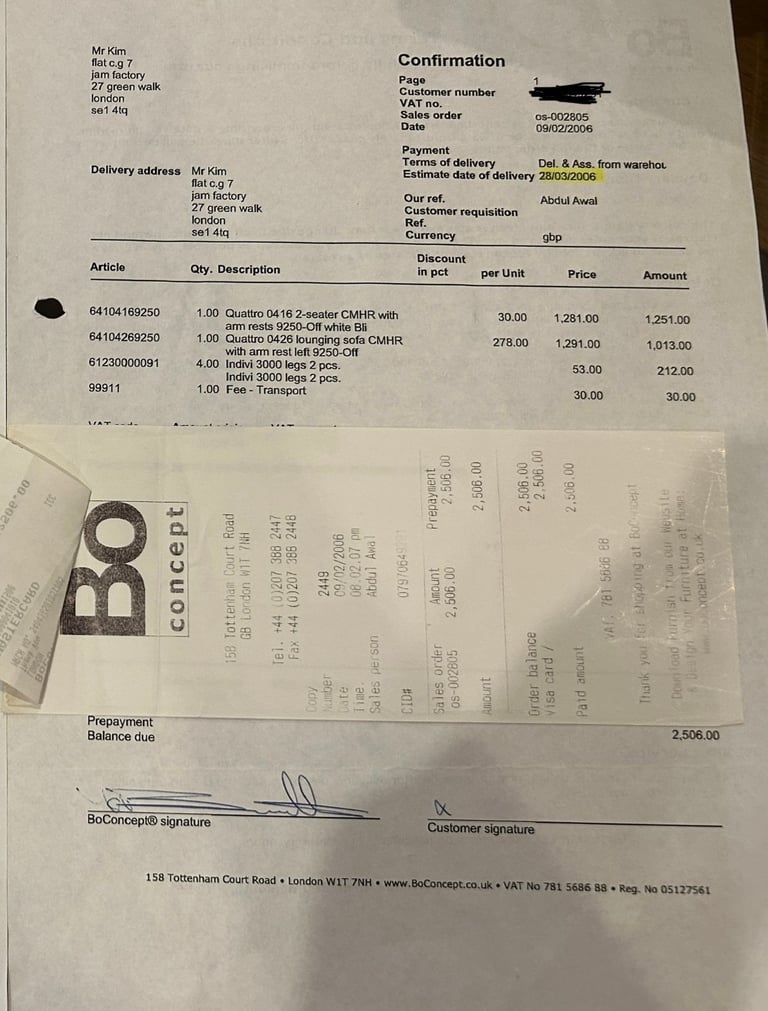 Mr Kim
flat c.g 7
jam factory
27 green walk
london
se1 4tq
Confirmation
Page 1
Customer number
VAT no.
Sales order os-002805
Date 09/02/2006
Payment
Terms of delivery Del. & Ass. from warehou
Estimate date of delivery 28/03/2006
Our ref. Abdul Awal
Customer requisition
Ref.
Currency gbp
Delivery address Mr Kim
flat c.g 7
jam factory
27 green walk
london
se1 4tq
Article Qty. Description Discount in pct per Unit Price Amount
64104169250 1.00 Quattro 0416 2-seater CMHR with 30.00 1,281.00 1,251.00
arm rests 9250-Off white Bli
64104269250 1.00 Quattro 0426 lounging sofa CMHR 278.00 1,291.00 1,013.00
with arm rest left 9250-Off
61230000091 4.00 Indivi 3000 legs 2 pcs. 53.00 212.00
Indivi 3000 legs 2 pcs.
99911 1.00 Fee - Transport 30.00 30.00
BO
concept
158 Tottenham Court Road
GB London W1T 7NH
Tel. +44 (0)207 388 2447
Fax +44 (0)207 388 2448
Copy
Number 2449
Date 09/02/2006
Time. 08.02.07 pm
Sales person Abdul Awal
CID#
Sales order Amount Prepayment
os-002805 2,506.00 2,506.00
Amount 2,506.00
Order balance 2,506.00
Visa card / 2,506.00
Paid amount 2,506.00
VAT. 781 5686 88
Thank you for shopping at BoConcept
Download Furnish from our website
& Design your Furniture at Home!
MASTERCARD
Prepayment
Balance due 2,506.00
BoConcept® signature
x
Customer signature
158 Tottenham Court Road • London W1T 7NH • www.BoConcept.co.uk • VAT No 781 5686 88 • Reg. No 05127561